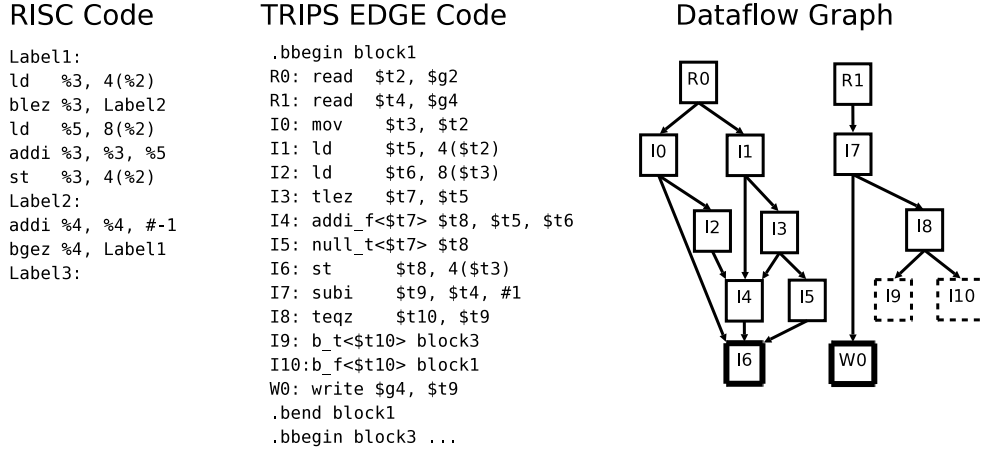 RISC Code
Label1:
ld %3, 4(%2)
blez %3, Label2
ld %5, 8(%2)
addi %3, %3, %5
st %3, 4(%2)
Label2:
addi %4, %4, #-1
bgez %4, Label1
Label3:
TRIPS EDGE Code
.bbegin block1
R0: read $t2, $g2
R1: read $t4, $g4
I0: mov $t3, $t2
I1: ld $t5, 4($t2)
I2: ld $t6, 8($t3)
I3: tlez $t7, $t5
I4: addi_f<$t7> $t8, $t5, $t6
I5: null_t<$t7> $t8
I6: st $t8, 4($t3)
I7: subi $t9, $t4, #1
I8: teqz $t10, $t9
I9: b_t<$t10> block3
I10:b_f<$t10> block1
W0: write $g4, $t9
.bend block1
.bbegin block3 ...
Dataflow Graph
R0 R1
I0 I1 I7
I2 I3 I8
I4 I5 I9 I10
I6 W0